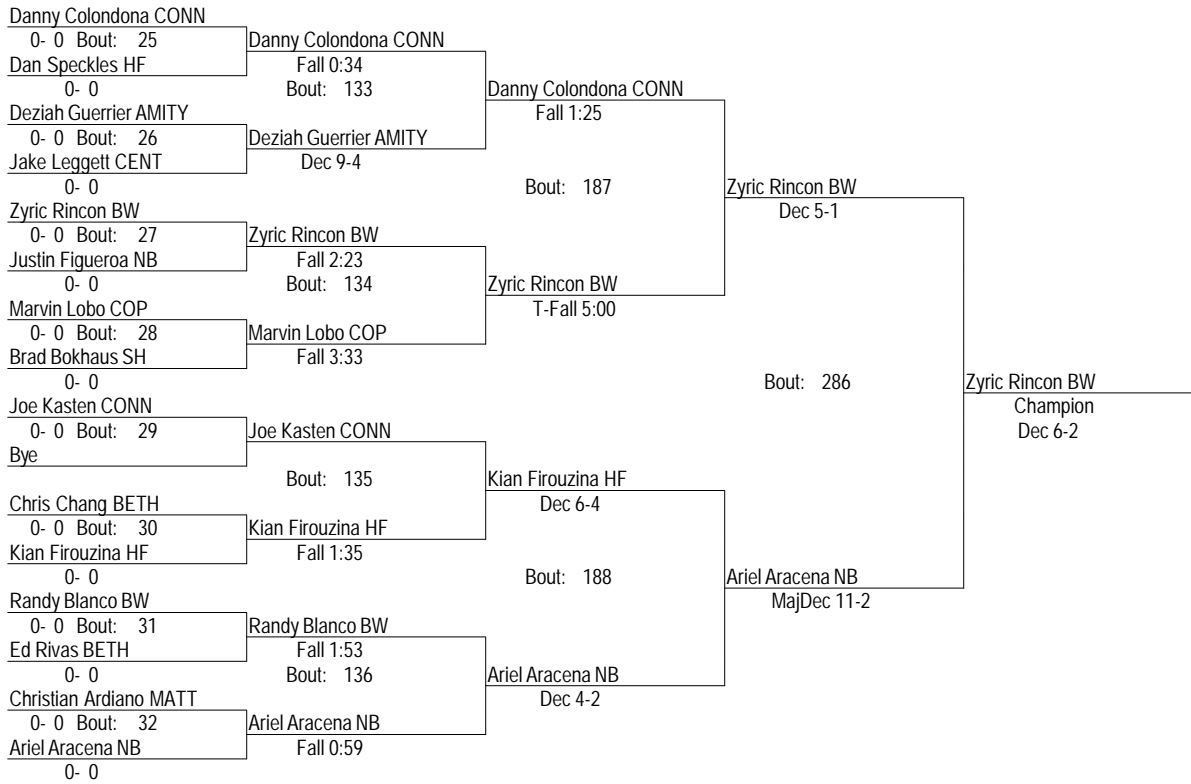 Danny Colondona CONN
0- 0 Bout: 25
Danny Colondona CONN
Dan Speckles HF
Fall 0:34
0- 0
Bout: 133
Danny Colondona CONN
Deziah Guerrier AMITY
Fall 1:25
0- 0 Bout: 26
Deziah Guerrier AMITY
Jake Leggett CENT
Dec 9-4
0- 0
Bout: 187
Zyric Rincon BW
Zyric Rincon BW
Dec 5-1
0- 0 Bout: 27
Zyric Rincon BW
Justin Figueroa NB
Fall 2:23
0- 0
Bout: 134
Zyric Rincon BW
Marvin Lobo COP
T-Fall 5:00
0- 0 Bout: 28
Marvin Lobo COP
Brad Bokhaus SH
Fall 3:33
0- 0
Bout: 286
Zyric Rincon BW
Joe Kasten CONN
Champion
0- 0 Bout: 29
Joe Kasten CONN
Dec 6-2
Bye
Bout: 135
Kian Firouzina HF
Chris Chang BETH
Dec 6-4
0- 0 Bout: 30
Kian Firouzina HF
Kian Firouzina HF
Fall 1:35
0- 0
Bout: 188
Ariel Aracena NB
Randy Blanco BW
MajDec 11-2
0- 0 Bout: 31
Randy Blanco BW
Ed Rivas BETH
Fall 1:53
0- 0
Bout: 136
Ariel Aracena NB
Christian Ardiano MATT
Dec 4-2
0- 0 Bout: 32
Ariel Aracena NB
Ariel Aracena NB
Fall 0:59
0- 0